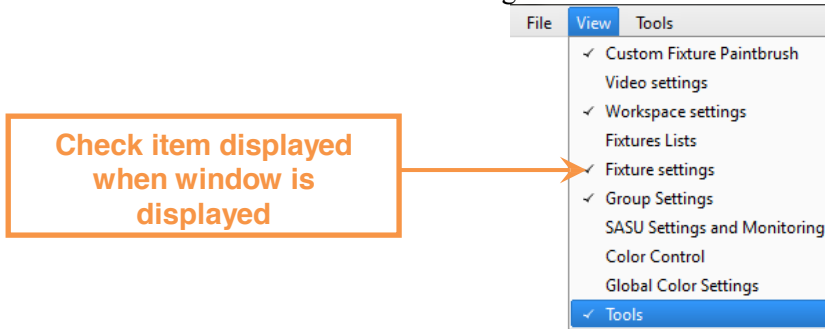 File View Tools
✓ Custom Fixture Paintbrush
Video settings
✓ Workspace settings
Fixtures Lists
✓ Fixture settings
✓ Group Settings
SASU Settings and Monitoring
Color Control
Global Color Settings
✓ Tools
Check item displayed
when window is
displayed